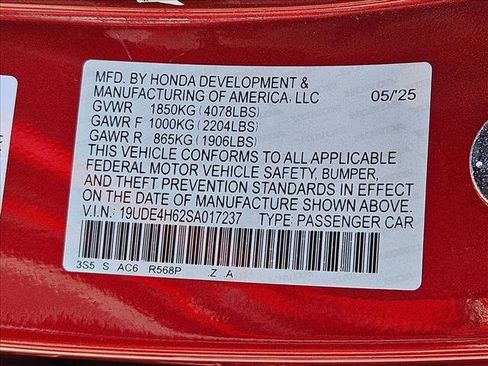 MFD. BY HONDA DEVELOPMENT &
MANUFACTURING OF AMERICA, LLC 05/'25
GVWR 1850KG (4078LBS)
GAWR F 1000KG (2204LBS)
GAWR R 865KG (1906LBS)
THIS VEHICLE CONFORMS TO ALL APPLICABLE
FEDERAL MOTOR VEHICLE SAFETY, BUMPER,
AND THEFT PREVENTION STANDARDS IN EFFECT
ON THE DATE OF MANUFACTURE SHOWN ABOVE.
V.I.N.: 19UDE4H62SA017237 TYPE: PASSENGER CAR
3S5 S AC6 R568P Z A